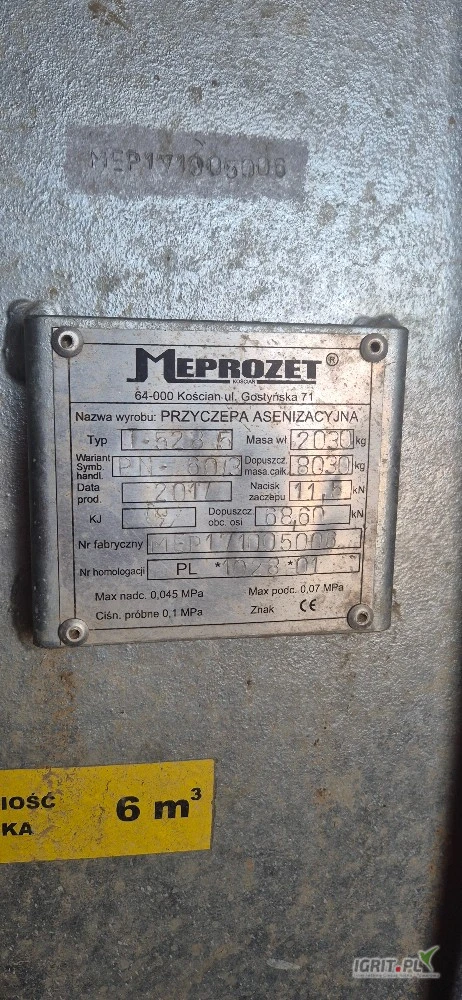 MEP171005006
MEPROZET®
KOŚCIAN
64-000 Kościan ul. Gostyńska 71
Nazwa wyrobu: PRZYCZEPA ASENIZACYJNA
Typ T-528/5 Masa wł 2030 kg
Wariant Symb. handl. PN-60/3 Dopuszcz. masa całk. 8030 kg
Data prod. 2017 Nacisk zaczepu 11,5 kN
KJ Dopuszcz. obc. osi 68,60 kN
Nr fabryczny MEP171005006
Nr homologacji PL *1028*01
Max nadc. 0,045 MPa Max podc. 0,07 MPa
Ciśn. próbne 0,1 MPa Znak CE
IOŚĆ 6 m³
KA
IGRIT.PL